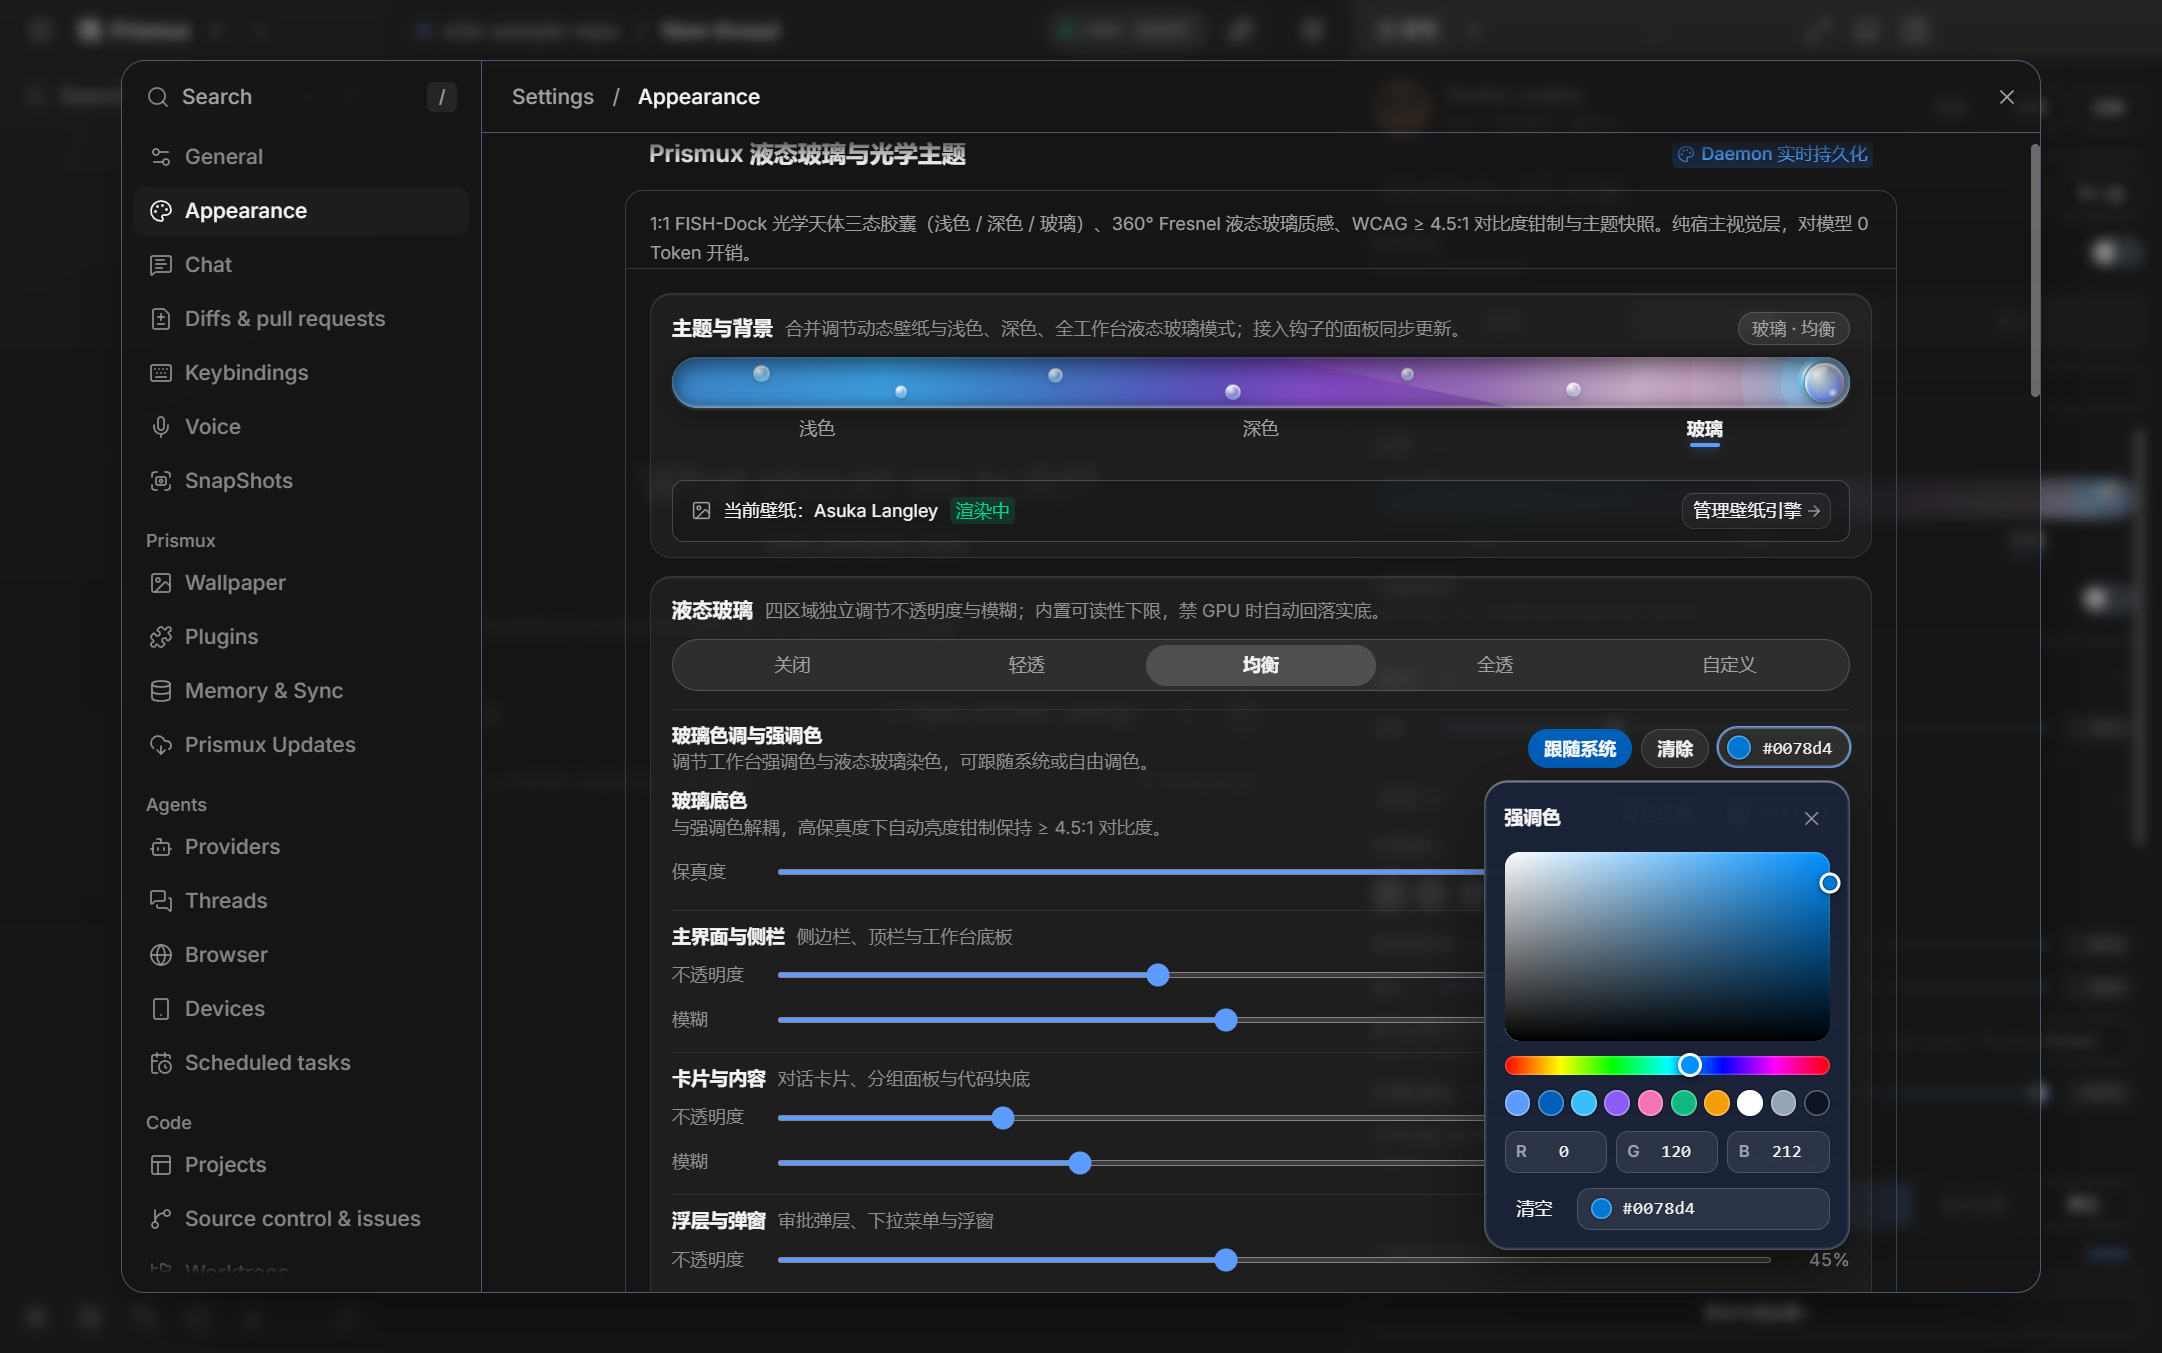 Search
/
General
Appearance
Chat
Diffs & pull requests
Keybindings
Voice
SnapShots
Prismux
Wallpaper
Plugins
Memory & Sync
Prismux Updates
Agents
Providers
Threads
Browser
Devices
Scheduled tasks
Code
Projects
Source control & issues
Worktrees
Settings / Appearance
Prismux 液态玻璃与光学主题
Daemon 实时持久化
1:1 FISH-Dock 光学天体三态胶囊（浅色 / 深色 / 玻璃）、360° Fresnel 液态玻璃质感、WCAG ≥ 4.5:1 对比度钳制与主题快照。纯宿主视觉层，对模型 0
Token 开销。
主题与背景 合并调节动态壁纸与浅色、深色、全工作台液态玻璃模式；接入钩子的面板同步更新。
玻璃 · 均衡
浅色
深色
玻璃
当前壁纸：Asuka Langley 渲染中
管理壁纸引擎→
液态玻璃 四区域独立调节不透明度与模糊；内置可读性下限，禁 GPU 时自动回落实底。
关闭
轻透
均衡
全透
自定义
玻璃色调与强调色
调节工作台强调色与液态玻璃染色，可跟随系统或自由调色。
跟随系统
清除
#0078d4
玻璃底色
与强调色解耦，高保真度下自动亮度钳制保持 ≥ 4.5:1 对比度。
保真度
主界面与侧栏 侧边栏、顶栏与工作台底板
不透明度
模糊
卡片与内容 对话卡片、分组面板与代码块底
不透明度
模糊
浮层与弹窗 审批弹层、下拉菜单与浮窗
不透明度
45%
强调色
R 0
G 120
B 212
清空
#0078d4